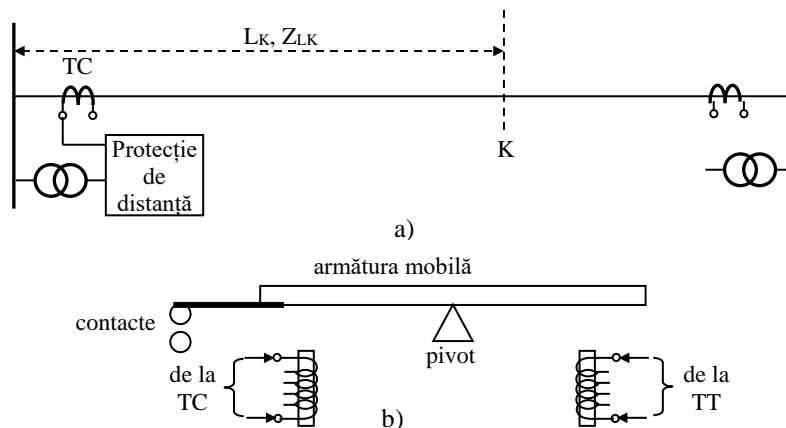 LK, ZLK
TC
Protecție
de
distanță
K
a)
armătura mobilă
contacte
pivot
de la
TC
de la
TT
b)